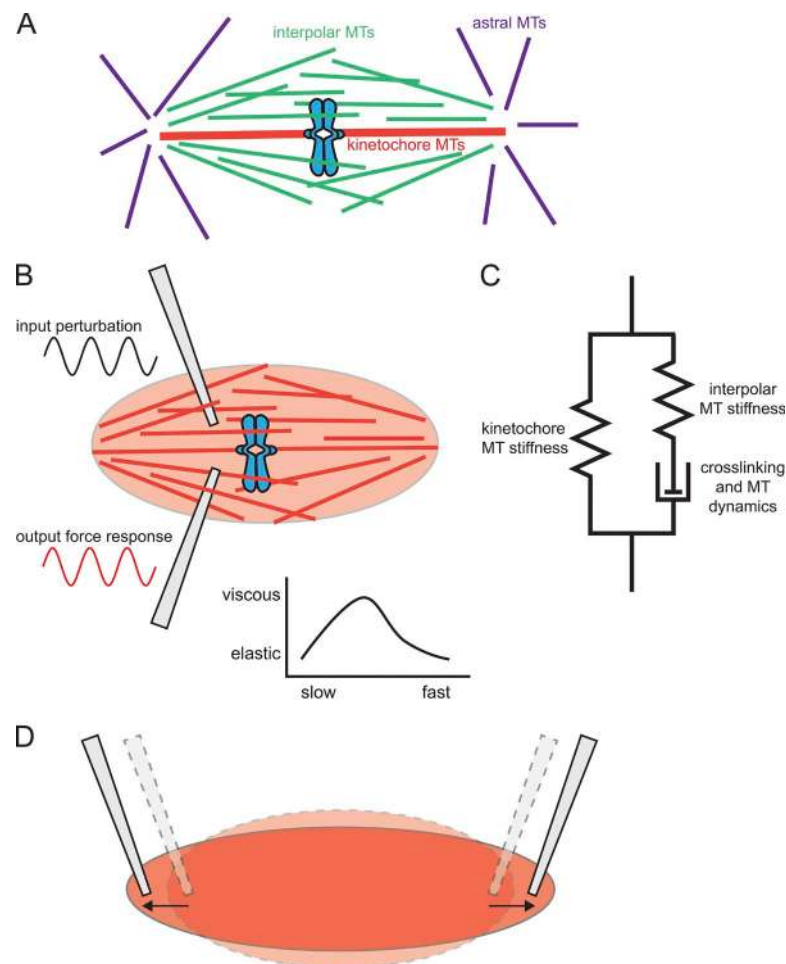 A
interpolar MTs
astral MTs
kinetochore MTs
B
input perturbation
output force response
viscous
elastic
slow
fast
C
kinetochore
MT stiffness
interpolar
MT stiffness
crosslinking
and MT
dynamics
D